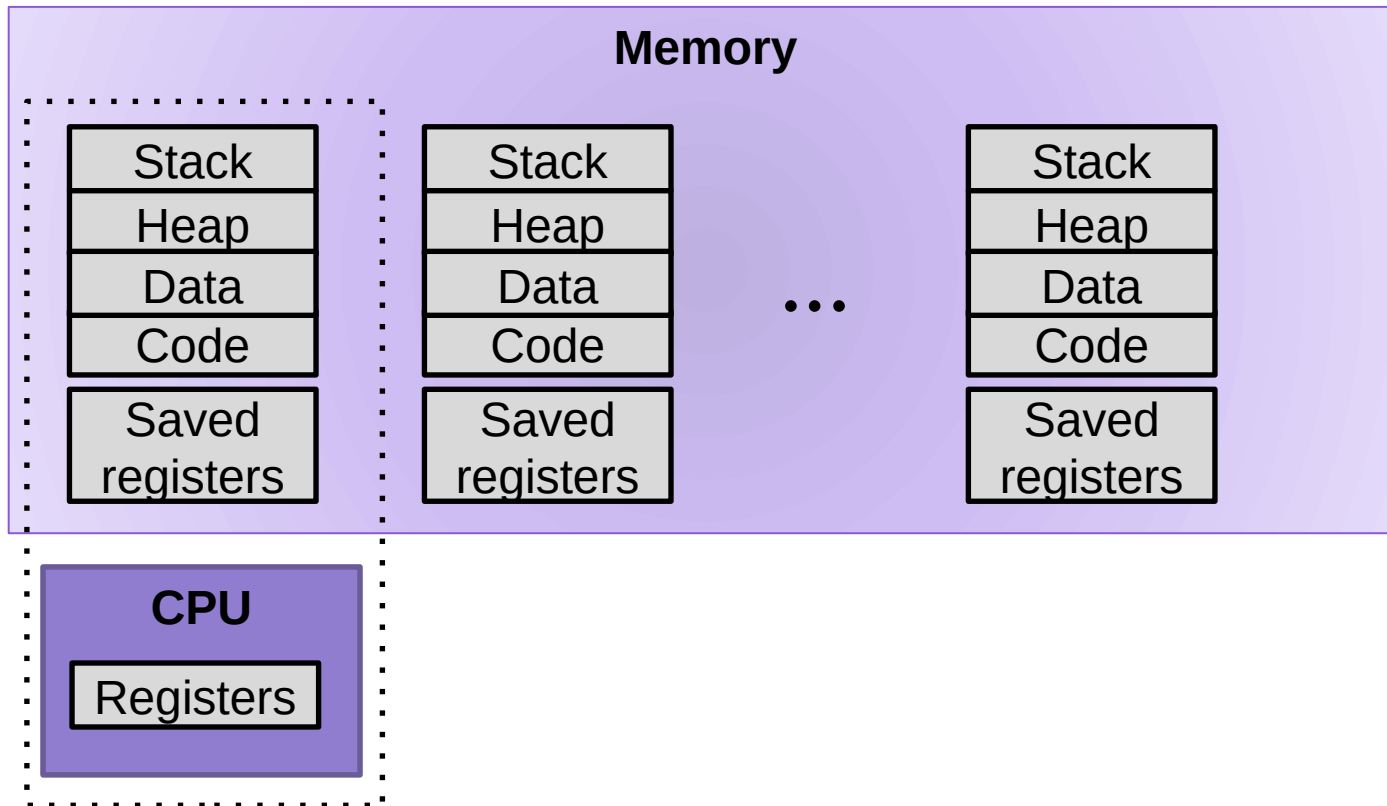 Memory
Stack
Heap
Data
Code
Saved
registers
Stack
Heap
Data
Code
Saved
registers
...
Stack
Heap
Data
Code
Saved
registers
CPU
Registers